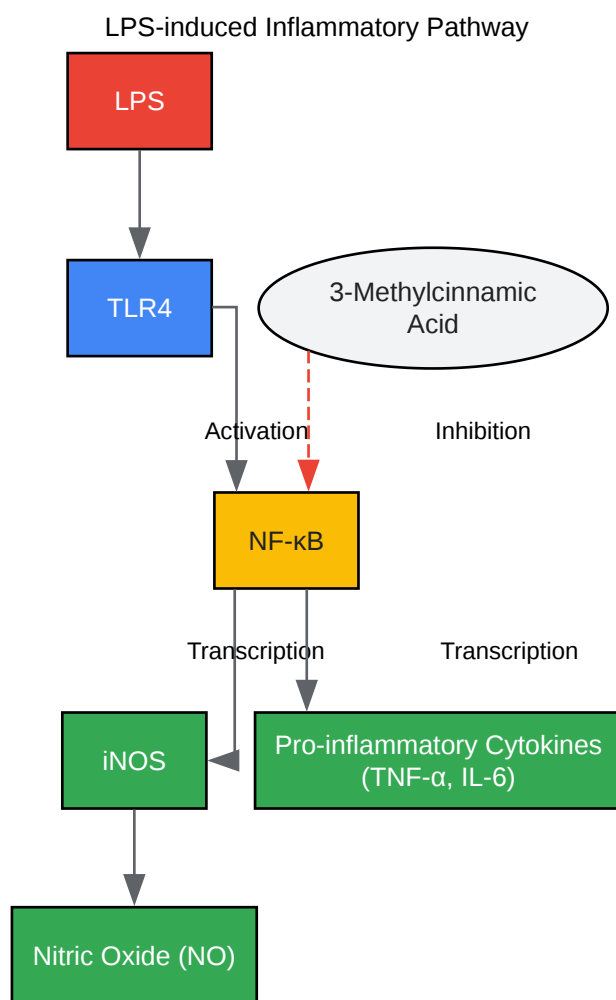 LPS-induced Inflammatory Pathway
LPS
TLR4
3-Methylcinnamic
Acid
Activation
Inhibition
NF-κB
Transcription
Transcription
iNOS
Pro-inflammatory Cytokines
(TNF-α, IL-6)
Nitric Oxide (NO)